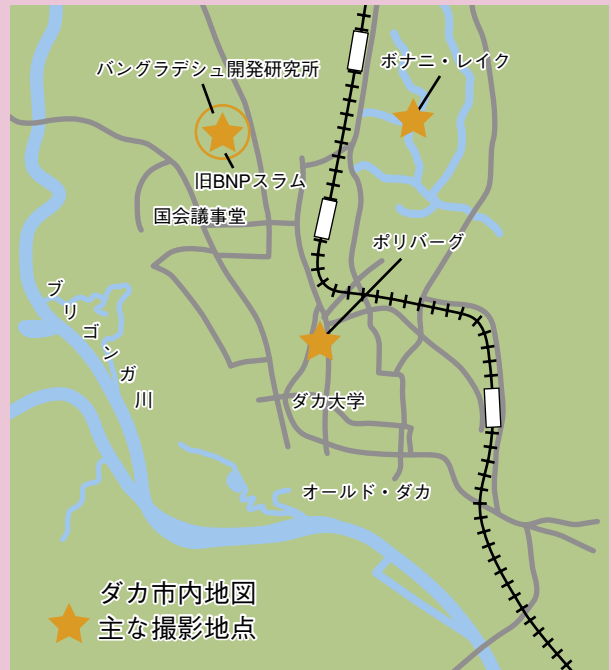 バングラデシュ開発研究所
ボナニ・レイク
旧BNPスラム
国会議事堂
ポリバーグ
ブリゴンガ川
ダカ大学
オールド・ダカ
ダカ市内地図
主な撮影地点